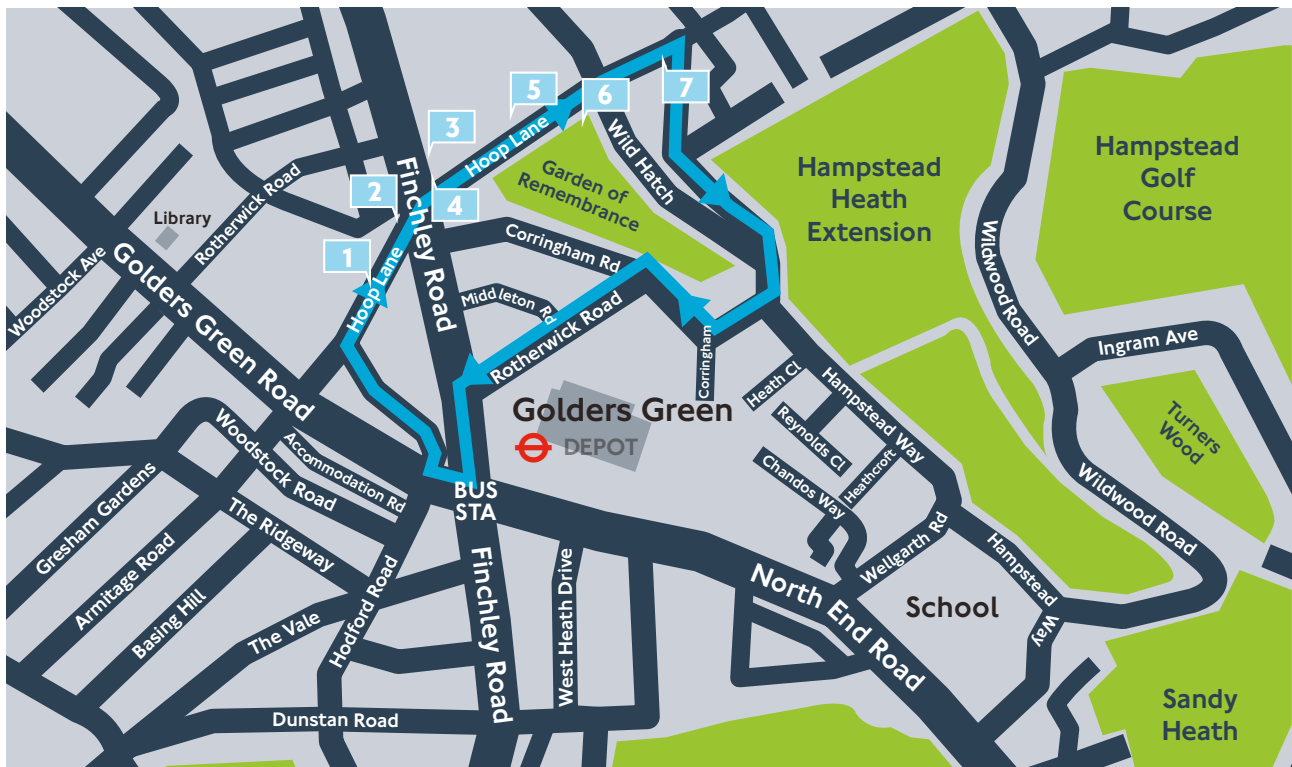 5
6
7
3
Hoop Lane
Wild Hatch
Hampstead
Heath
Extension
Hampstead
Golf
Course
2
4
Finchley Road
Garden of
Remembrance
Library
Rotherwick Road
1
Hoop Lane
Corringham Rd
Woodstock Ave
Golders Green Road
Middleton Rd
Rotherwick Road
Corringham
Wildwood Road
Ingram Ave
Turners
Wood
Heath Cl
Hampstead Way
Golders Green
DEPOT
Reynolds Cl
Heathcroft
Chandos Way
Woodstock Road
Accommodation Rd
BUS
STA
Gresham Gardens
The Ridgeway
Armitage Road
Basing Hill
Hodford Road
The Vale
Finchley Road
West Heath Drive
North End Road
Wellgarth Rd
Hampstead Way
Wildwood Road
School
Dunstan Road
Sandy
Heath